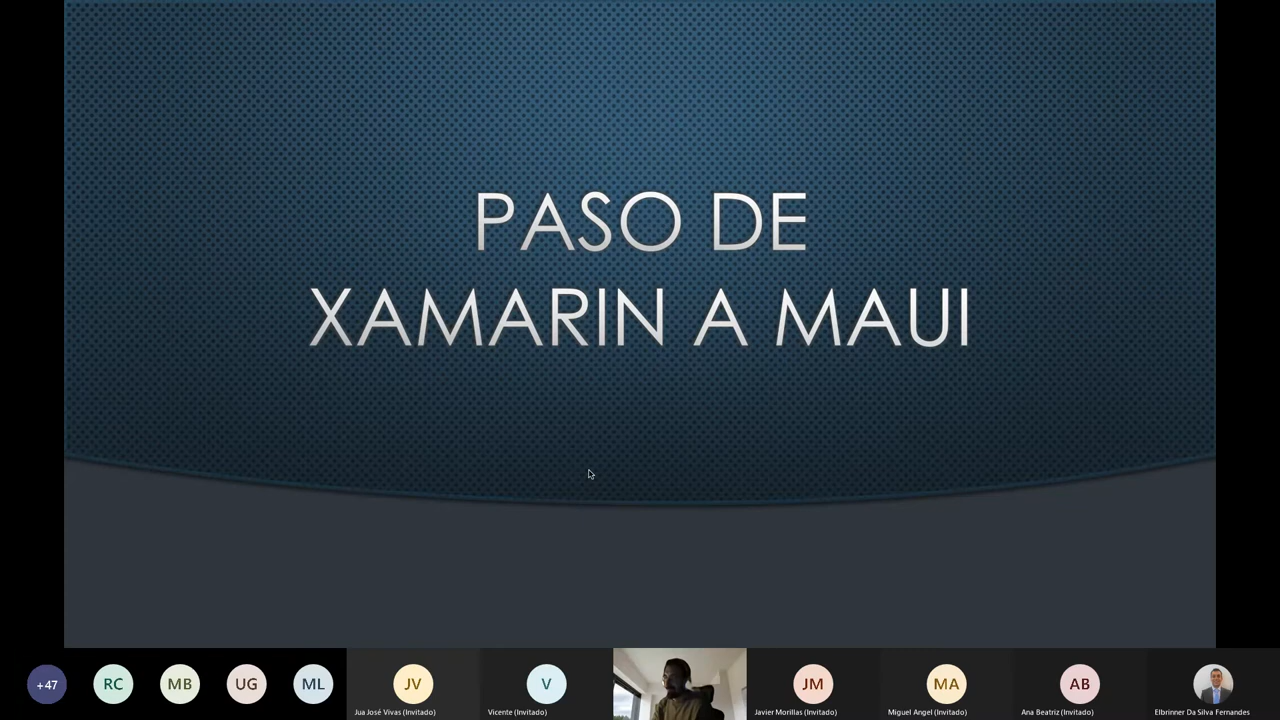 PASO DE
XAMARIN A MAUI
+47
RC
MB
UG
ML
JV
V
JM
MA
AB
Jua José Vivas (Invitado)
Vicente (Invitado)
Javier Morillas (Invitado)
Miguel Angel (Invitado)
Ana Beatriz (Invitado)
Elbrinner Da Silva Fernandes